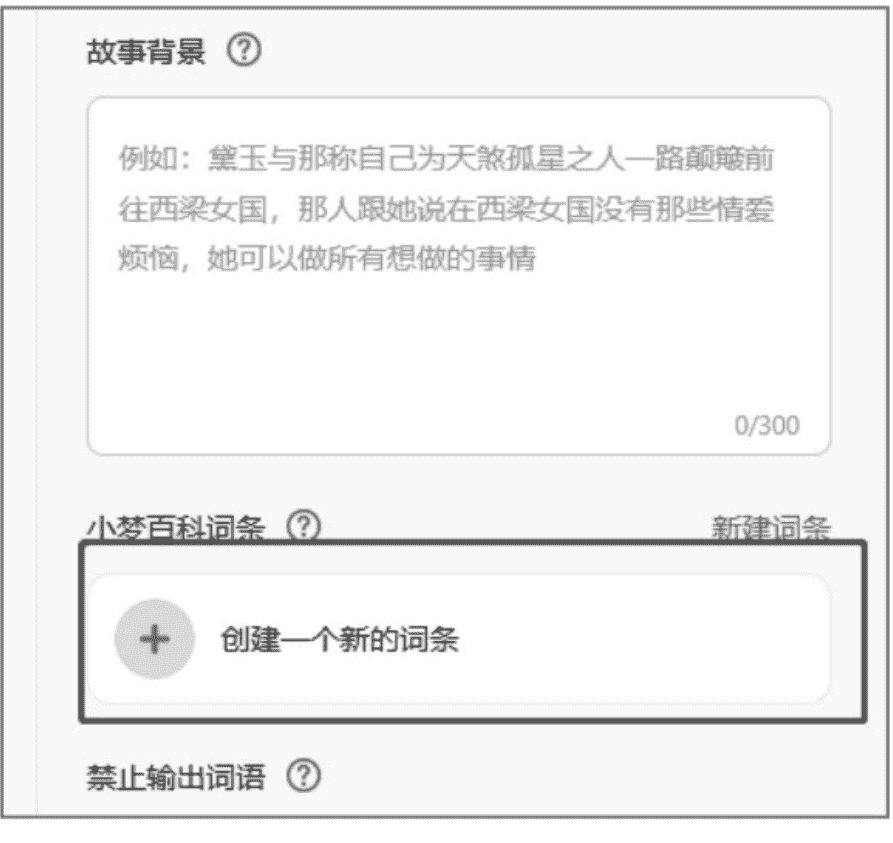 故事背景 ?
例如：黛玉与那称自己为天煞孤星之人一路颠簸前
往西梁女国，那人跟她说在西梁女国没有那些情爱
烦恼，她可以做所有想做的事情
0/300
小梦百科词条 ? 新建词条
+ 创建一个新的词条
禁止输出词语 ?